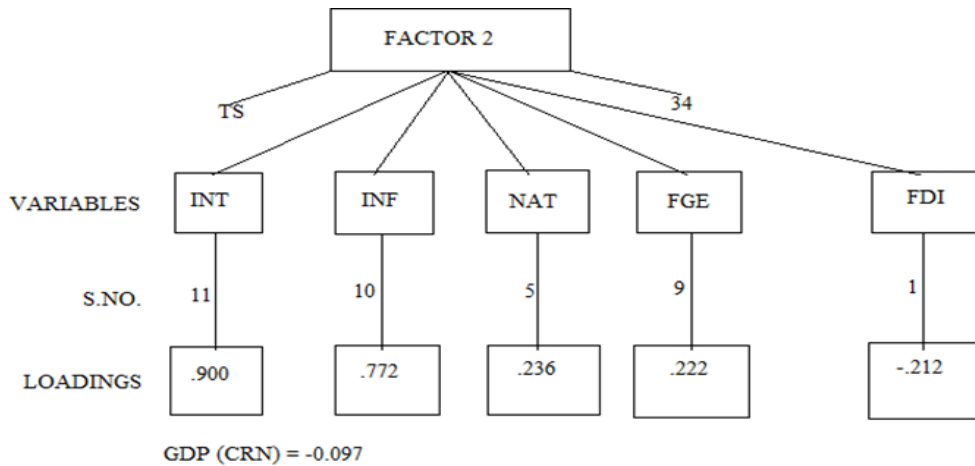 FACTOR 2
TS 34
VARIABLES INT INF NAT FGE FDI
S.NO. 11 10 5 9 1
LOADINGS .900 .772 .236 .222 -.212
GDP (CRN) = -0.097